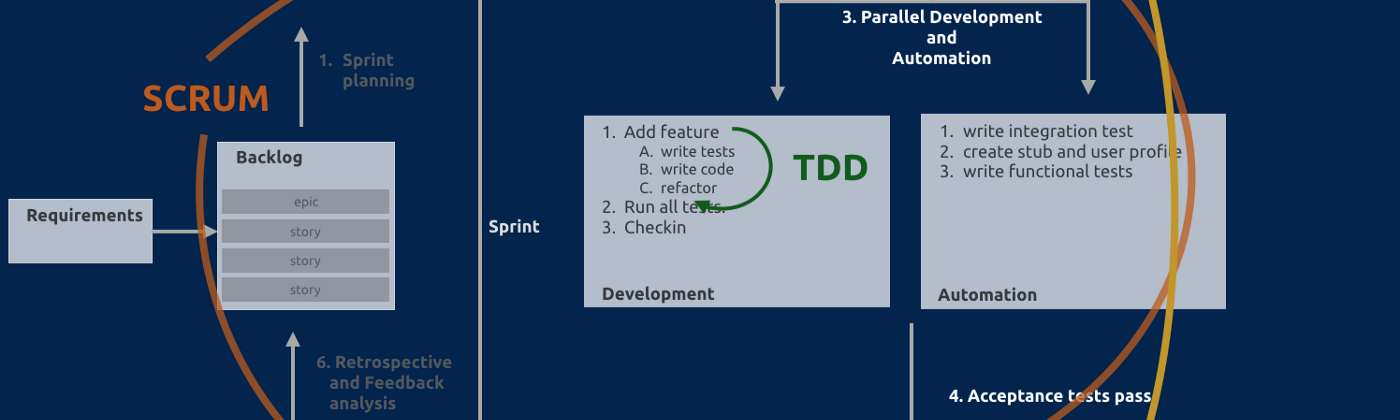 3. Parallel Development
and
Automation
1. Sprint
planning
SCRUM
Backlog
epic
story
story
story
Requirements
6. Retrospective
and Feedback
analysis
Sprint
1. Add feature
A. write tests
B. write code
C. refactor
2. Run all tests.
3. Checkin
TDD
Development
1. write integration test
2. create stub and user profile
3. write functional tests
Automation
4. Acceptance tests pass